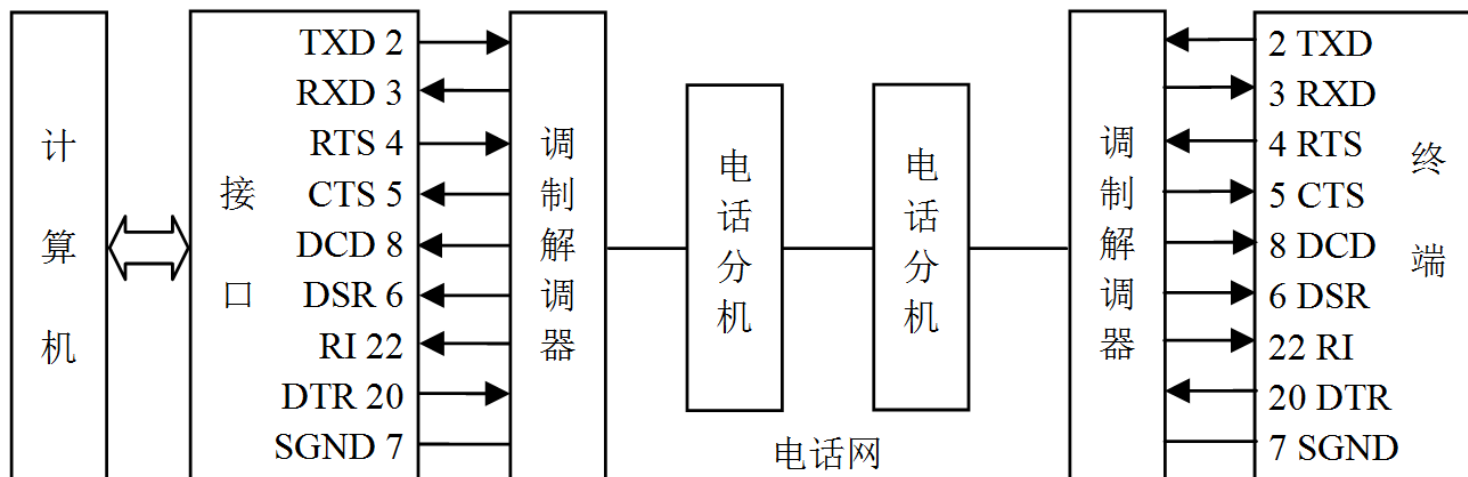 计算机
接口
TXD 2
RXD 3
RTS 4
CTS 5
DCD 8
DSR 6
RI 22
DTR 20
SGND 7
调制解调器
电话分机
电话分机
电话网
调制解调器
2 TXD
3 RXD
4 RTS
5 CTS
8 DCD
6 DSR
22 RI
20 DTR
7 SGND
终端